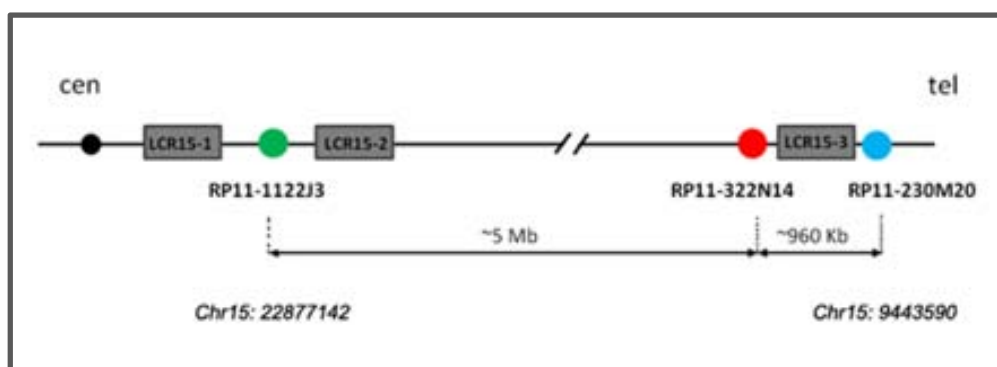 cen tel
LCR15-1 LCR15-2 LCR15-3
RP11-1122J3 RP11-322N14 RP11-230M20
~5 Mb ~960 Kb
Chr15: 22877142 Chr15: 9443590